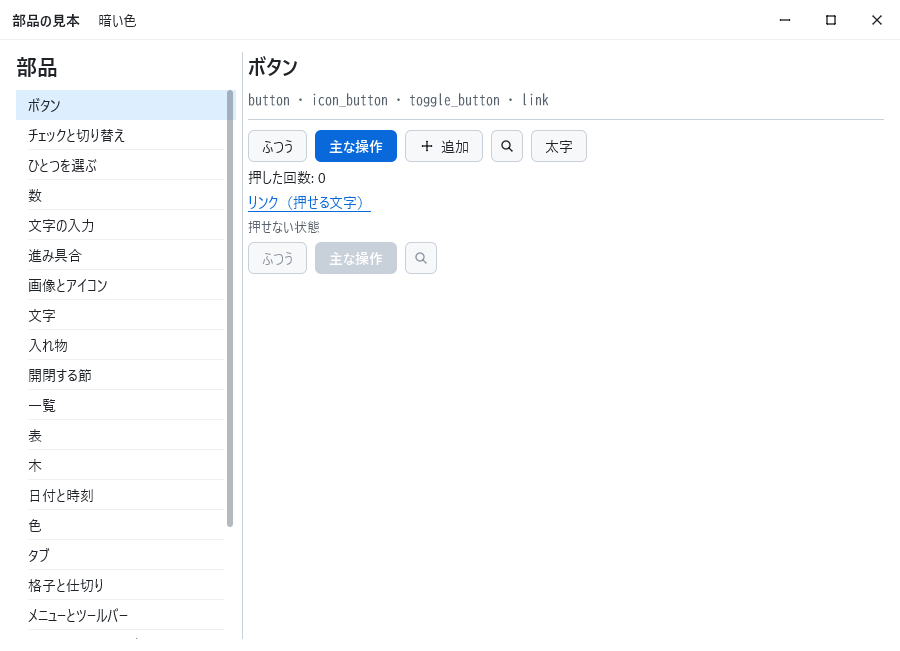 部品の見本 暗い色
部品
ボタン
チェックと切り替え
ひとつを選ぶ
数
文字の入力
進み具合
画像とアイコン
文字
入れ物
開閉する節
一覧
表
木
日付と時刻
色
タブ
格子と仕切り
メニューとツールバー
ボタン
button ・ icon_button ・ toggle_button ・ link
ふつう 主な操作 + 追加 太字
押した回数: 0
リンク（押せる文字）
押せない状態
ふつう 主な操作